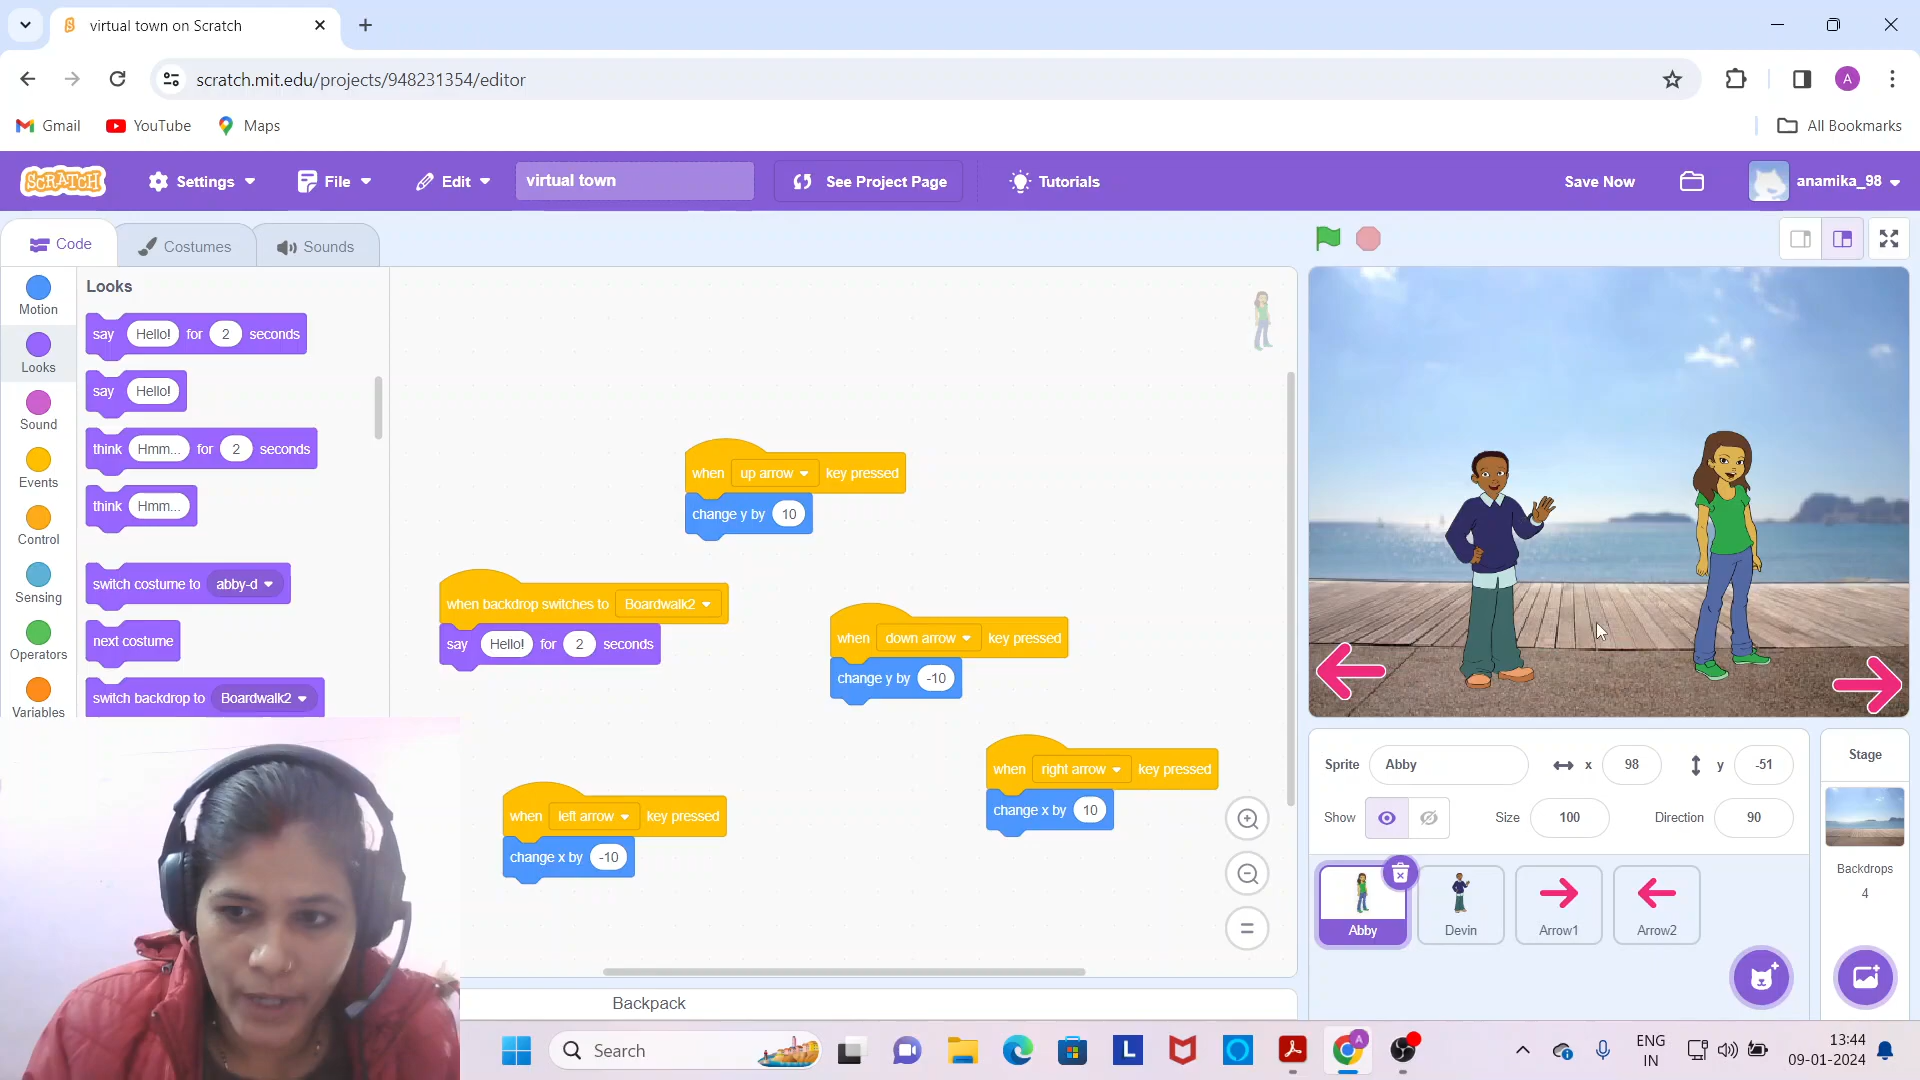 virtual town on Scratch
scratch.mit.edu/projects/948231354/editor
A
Gmail
YouTube
Maps
All Bookmarks
SCRATCH
Settings
File
Edit
virtual town
See Project Page
Tutorials
Save Now
anamika_98
Code
Costumes
Sounds
Motion
Looks
Sound
Events
Control
Sensing
Operators
Variables
Looks
say Hello! for 2 seconds
say Hello!
think Hmm... for 2 seconds
think Hmm...
switch costume to abby-d
next costume
switch backdrop to Boardwalk2
when up arrow key pressed
change y by 10
when backdrop switches to Boardwalk2
say Hello! for 2 seconds
when down arrow key pressed
change y by -10
when right arrow key pressed
change x by 10
when left arrow key pressed
change x by -10
Backpack
Sprite Abby x 98 y -51
Show Size 100 Direction 90
Abby
Devin
Arrow1
Arrow2
Stage
Backdrops
4
Search
L
A
ENG
IN
13:44
09-01-2024